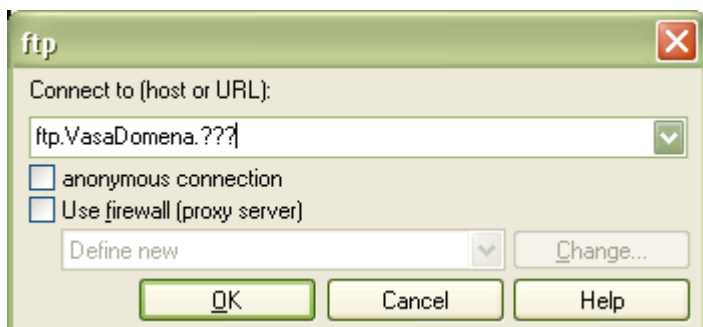 ftp
Connect to (host or URL):
ftp.VasaDomena.???
anonymous connection
Use firewall (proxy server)
Define new Change...
OK Cancel Help